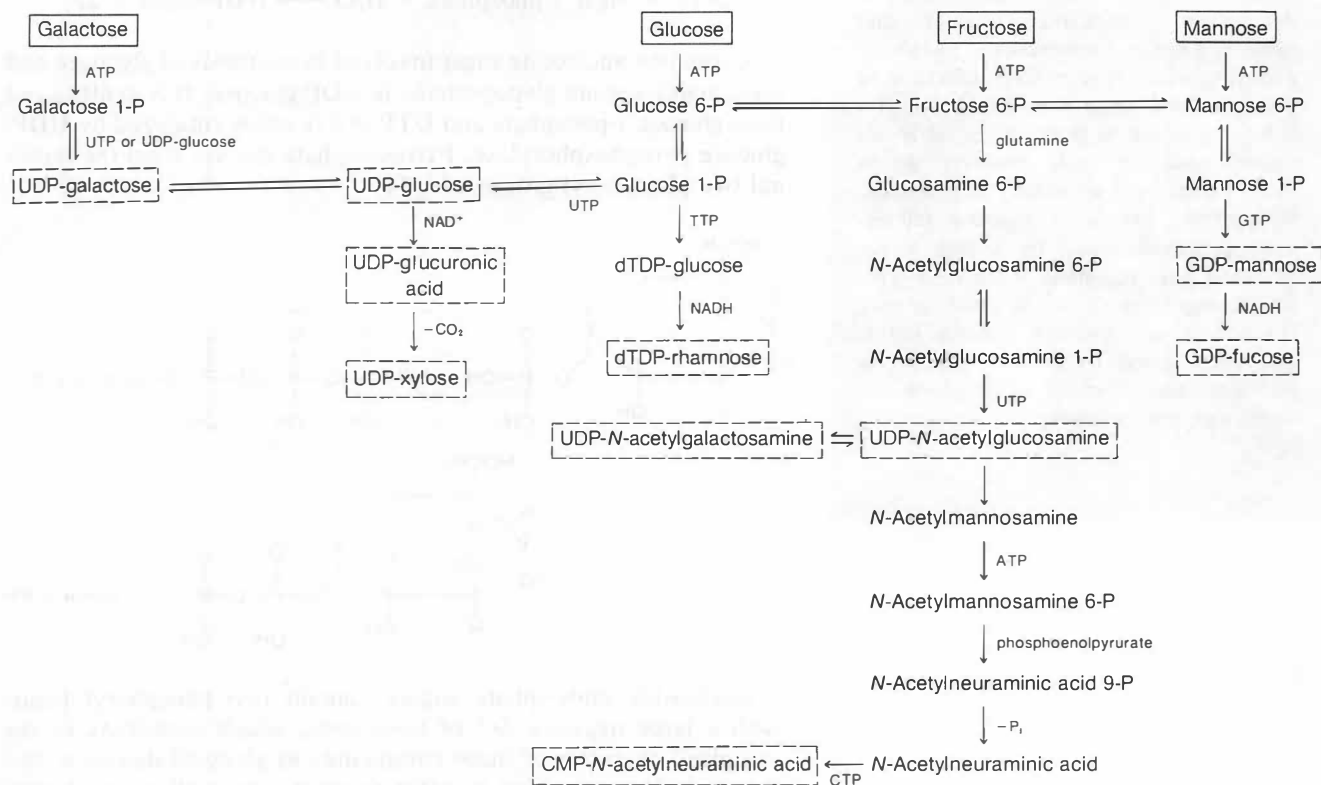 Galactose
Glucose
Fructose
Mannose
ATP
ATP
ATP
ATP
Galactose 1-P
Glucose 6-P
Fructose 6-P
Mannose 6-P
UTP or UDP-glucose
glutamine
UDP-galactose
UDP-glucose
UTP
Glucose 1-P
Glucosamine 6-P
Mannose 1-P
NAD+
TTP
GTP
UDP-glucuronic
acid
dTDP-glucose
N-Acetylglucosamine 6-P
GDP-mannose
−CO₂
NADH
NADH
UDP-xylose
dTDP-rhamnose
N-Acetylglucosamine 1-P
GDP-fucose
UTP
UDP-N-acetylgalactosamine
UDP-N-acetylglucosamine
N-Acetylmannosamine
ATP
N-Acetylmannosamine 6-P
phosphoenolpyrurate
N-Acetylneuraminic acid 9-P
−Pᵢ
CMP-N-acetylneuraminic acid
CTP
N-Acetylneuraminic acid